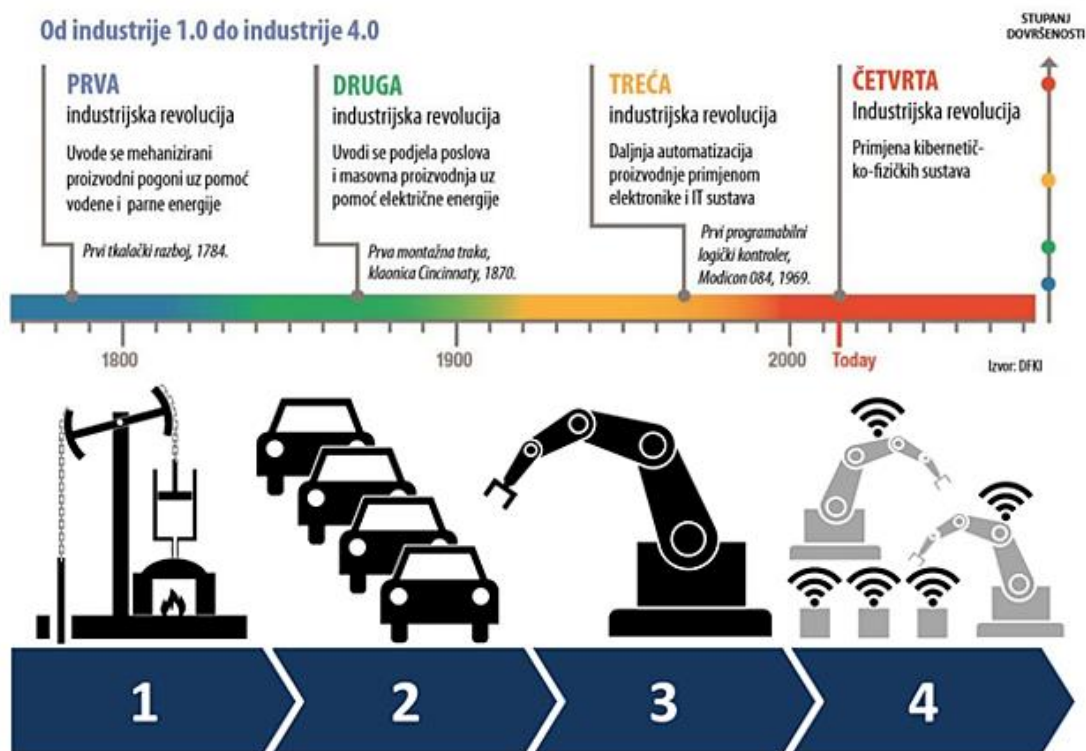 Od industrije 1.0 do industrije 4.0
STUPANJ
DOVRŠENOSTI
PRVA
industrijska revolucija
Uvode se mehanizirani
proizvodni pogoni uz pomoć
vodene i parne energije
Prvi tkalački razboj, 1784.
DRUGA
industrijska revolucija
Uvodi se podjela poslova
i masovna proizvodnja uz
pomoć električne energije
Prva montažna traka,
klaonica Cincinnaty, 1870.
TREĆA
industrijska revolucija
Daljnja automatizacija
proizvodnje primjenom
elektronike i IT sustava
Prvi programabilni
logički kontroler,
Modicon 084, 1969.
ČETVRTA
Industrijska revolucija
Primjena kibernetič-
ko-fizičkih sustava
1800
1900
2000
Today
Izvor: DFKI
1
2
3
4